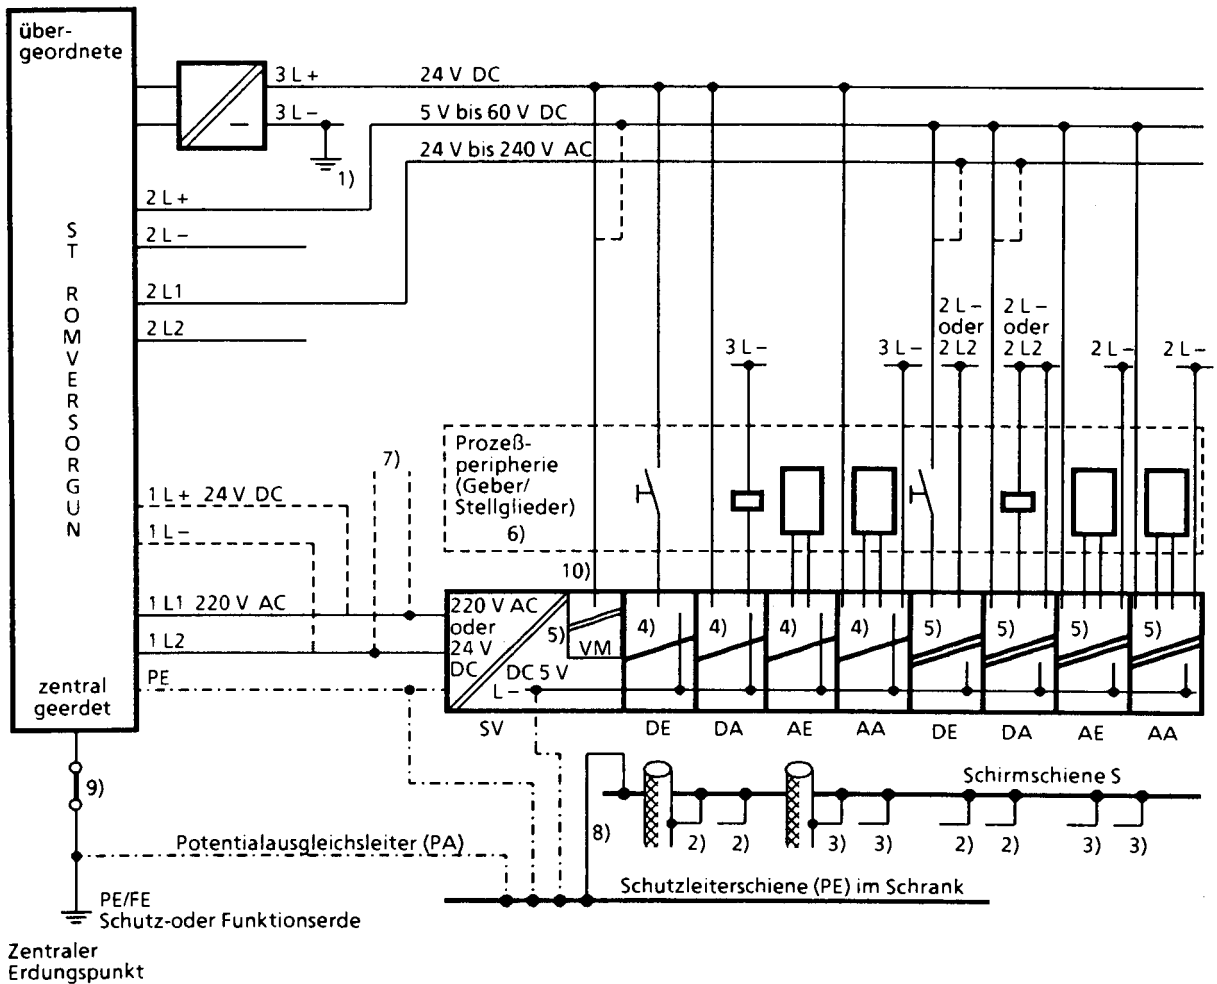 über-
geordnete
STROMVERSORGUN
3 L +
24 V DC
3 L –
5 V bis 60 V DC
24 V bis 240 V AC
1)
2 L +
2 L –
2 L 1
2 L2
2 L –
oder
2 L2
2 L –
oder
2 L2
3 L –
3 L –
2 L –
2 L –
7)
Prozeß-
peripherie
(Geber/
Stellglieder)
6)
1 L + 24 V DC
1 L –
10)
1 L1 220 V AC
1 L2
PE
220 V AC
oder
24 V
DC
5)
VM
DC 5 V
L –
4)
4)
4)
4)
5)
5)
5)
5)
zentral
geerdet
SV
DE
DA
AE
AA
DE
DA
AE
AA
9)
Schirmschiene S
8)
2)
2)
3)
3)
2)
2)
3)
3)
Potentialausgleichsleiter (PA)
Schutzleiterschiene (PE) im Schrank
PE/FE
Schutz-oder Funktionserde
Zentraler
Erdungspunkt